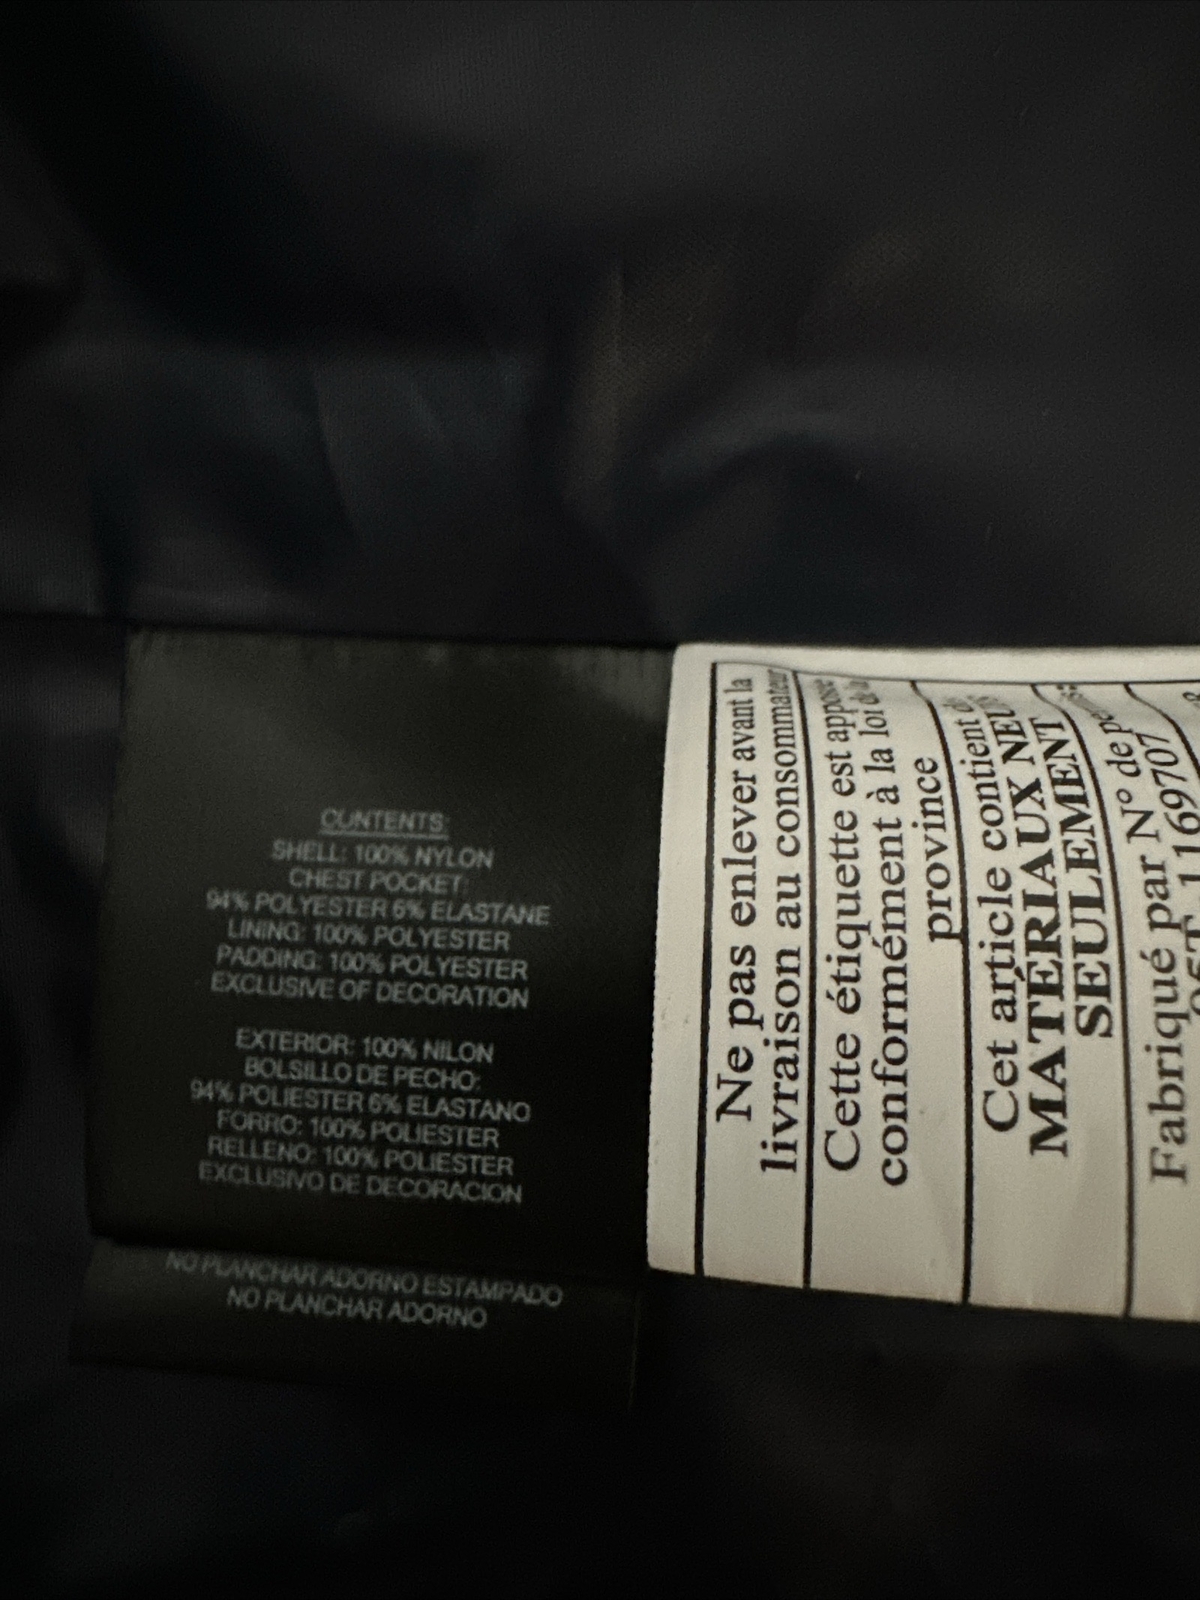 CONTENTS:
SHELL: 100% NYLON
CHEST POCKET:
94% POLYESTER 6% ELASTANE
LINING: 100% POLYESTER
PADDING: 100% POLYESTER
EXCLUSIVE OF DECORATION
EXTERIOR: 100% NILON
BOLSILLO DE PECHO:
94% POLIESTER 6% ELASTANO
FORRO: 100% POLIESTER
RELLENO: 100% POLIESTER
EXCLUSIVO DE DECORACION
NO PLANCHAR ADORNO ESTAMPADO
NO PLANCHAR ADORNO
Ne pas enlever avant la
livraison au consommateur
Cette étiquette est apposée
conformément à la loi de la
province
Cet article contient des
MATÉRIAUX NEUFS
SEULEMENT
Fabriqué par N° de permis:
1169707